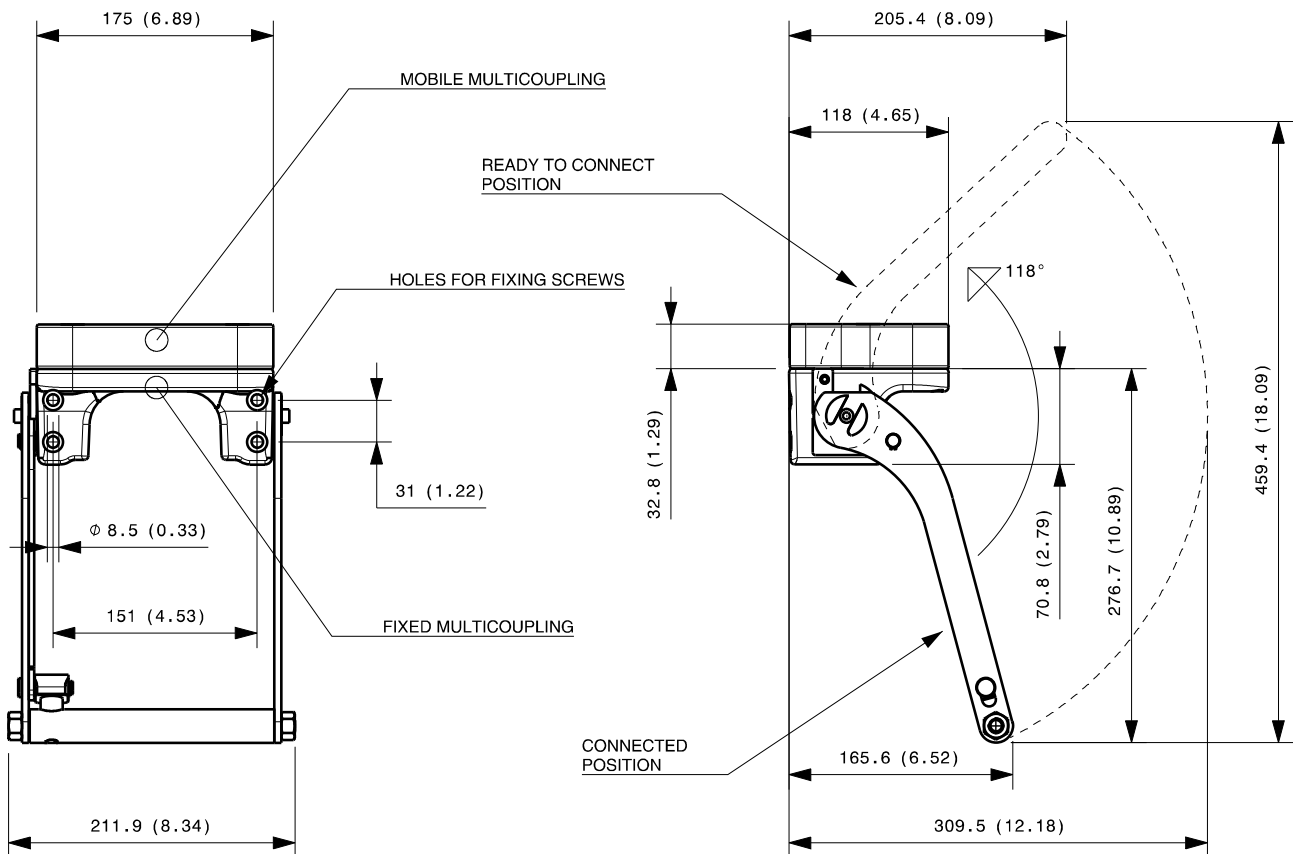 175 (6.89)
205.4 (8.09)
MOBILE MULTICOUPLING
118 (4.65)
READY TO CONNECT
POSITION
118°
HOLES FOR FIXING SCREWS
32.8 (1.29)
459.4 (18.09)
31 (1.22)
Φ 8.5 (0.33)
70.8 (2.79)
276.7 (10.89)
151 (4.53)
FIXED MULTICOUPLING
CONNECTED
POSITION
165.6 (6.52)
211.9 (8.34)
309.5 (12.18)